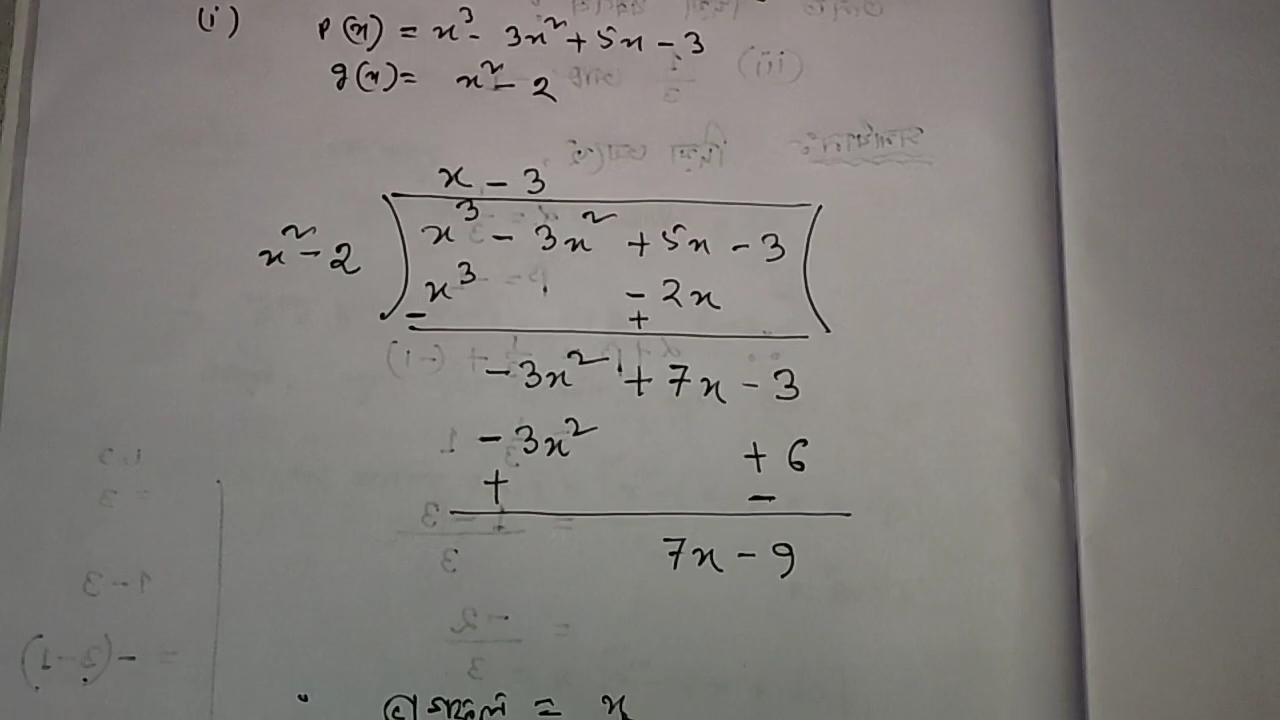 (i) p(x) = x³ - 3x² + 5x - 3
g(x) = x² - 2
x - 3
x² - 2 ) x³ - 3x² + 5x - 3 (
x³ - 2x
- +
- 3x² + 7x - 3
- 3x² + 6
+ -
7x - 9
= x